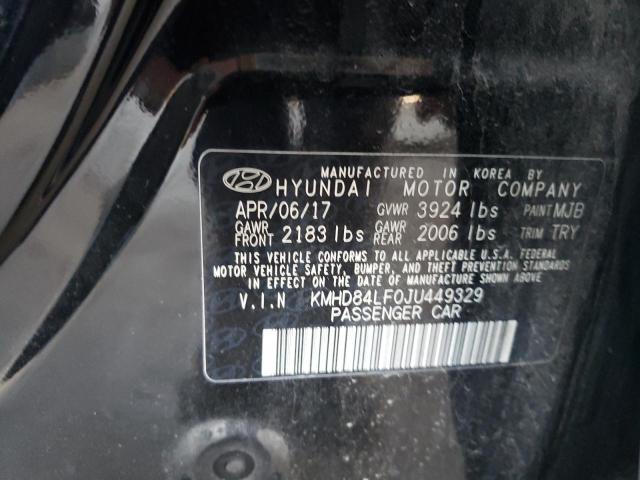 MANUFACTURED IN KOREA BY
HYUNDAI MOTOR COMPANY
APR/06/17 GVWR 3924 lbs PAINT MJB
GAWR FRONT 2183 lbs GAWR REAR 2006 lbs TRIM TRY
THIS VEHICLE CONFORMS TO ALL APPLICABLE U.S.A. FEDERAL
MOTOR VEHICLE SAFETY, BUMPER, AND THEFT PREVENTION STANDARDS
IN EFFECT ON THE DATE OF MANUFACTURE SHOWN ABOVE.
V.I.N KMHD84LF0JU449329
PASSENGER CAR